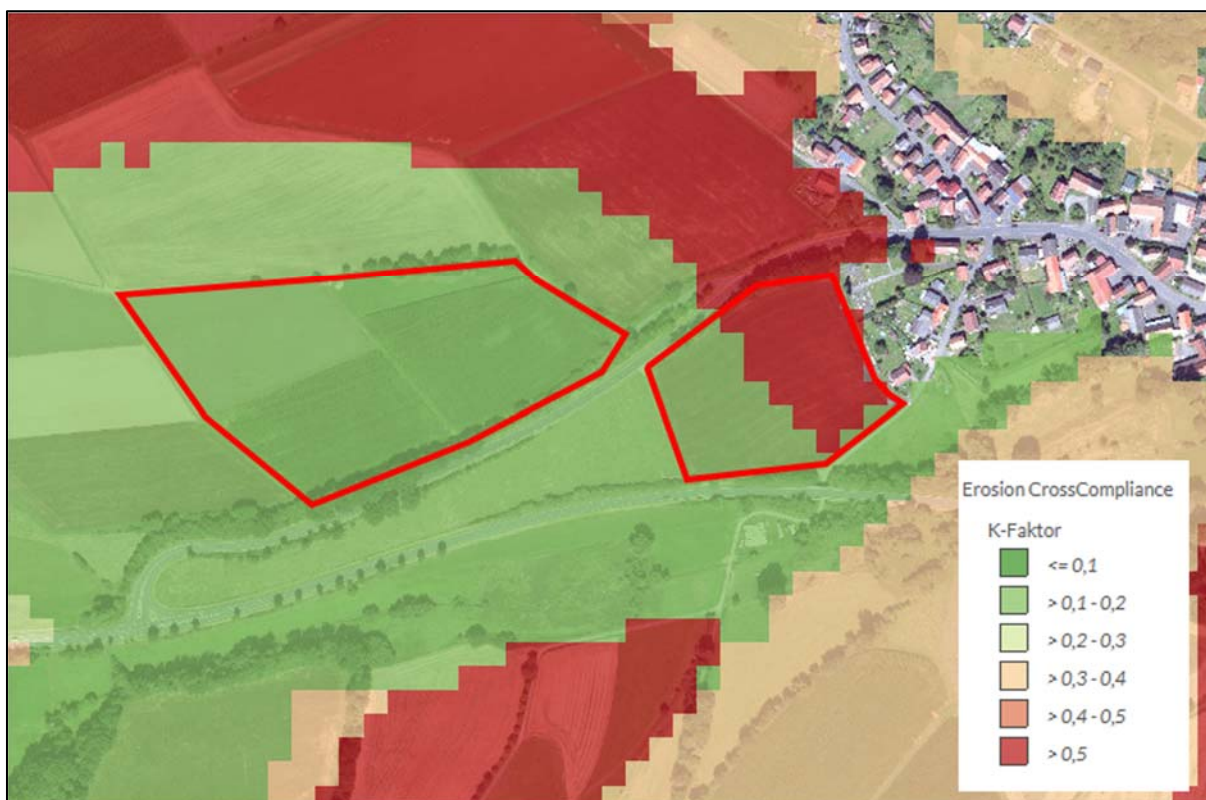 Erosion CrossCompliance
K-Faktor
<= 0,1
> 0,1 - 0,2
> 0,2 - 0,3
> 0,3 - 0,4
> 0,4 - 0,5
> 0,5